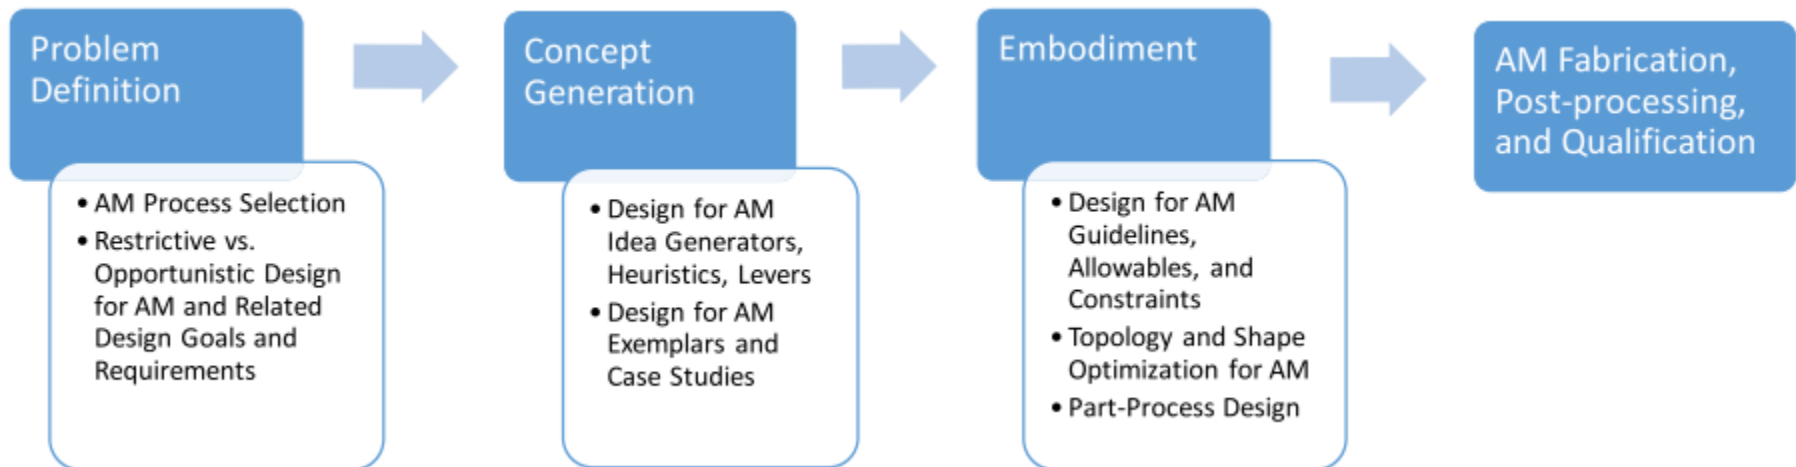 Problem
Definition
• AM Process Selection
• Restrictive vs.
Opportunistic Design
for AM and Related
Design Goals and
Requirements
Concept
Generation
• Design for AM
Idea Generators,
Heuristics, Levers
• Design for AM
Exemplars and
Case Studies
Embodiment
• Design for AM
Guidelines,
Allowables, and
Constraints
• Topology and Shape
Optimization for AM
• Part-Process Design
AM Fabrication,
Post-processing,
and Qualification